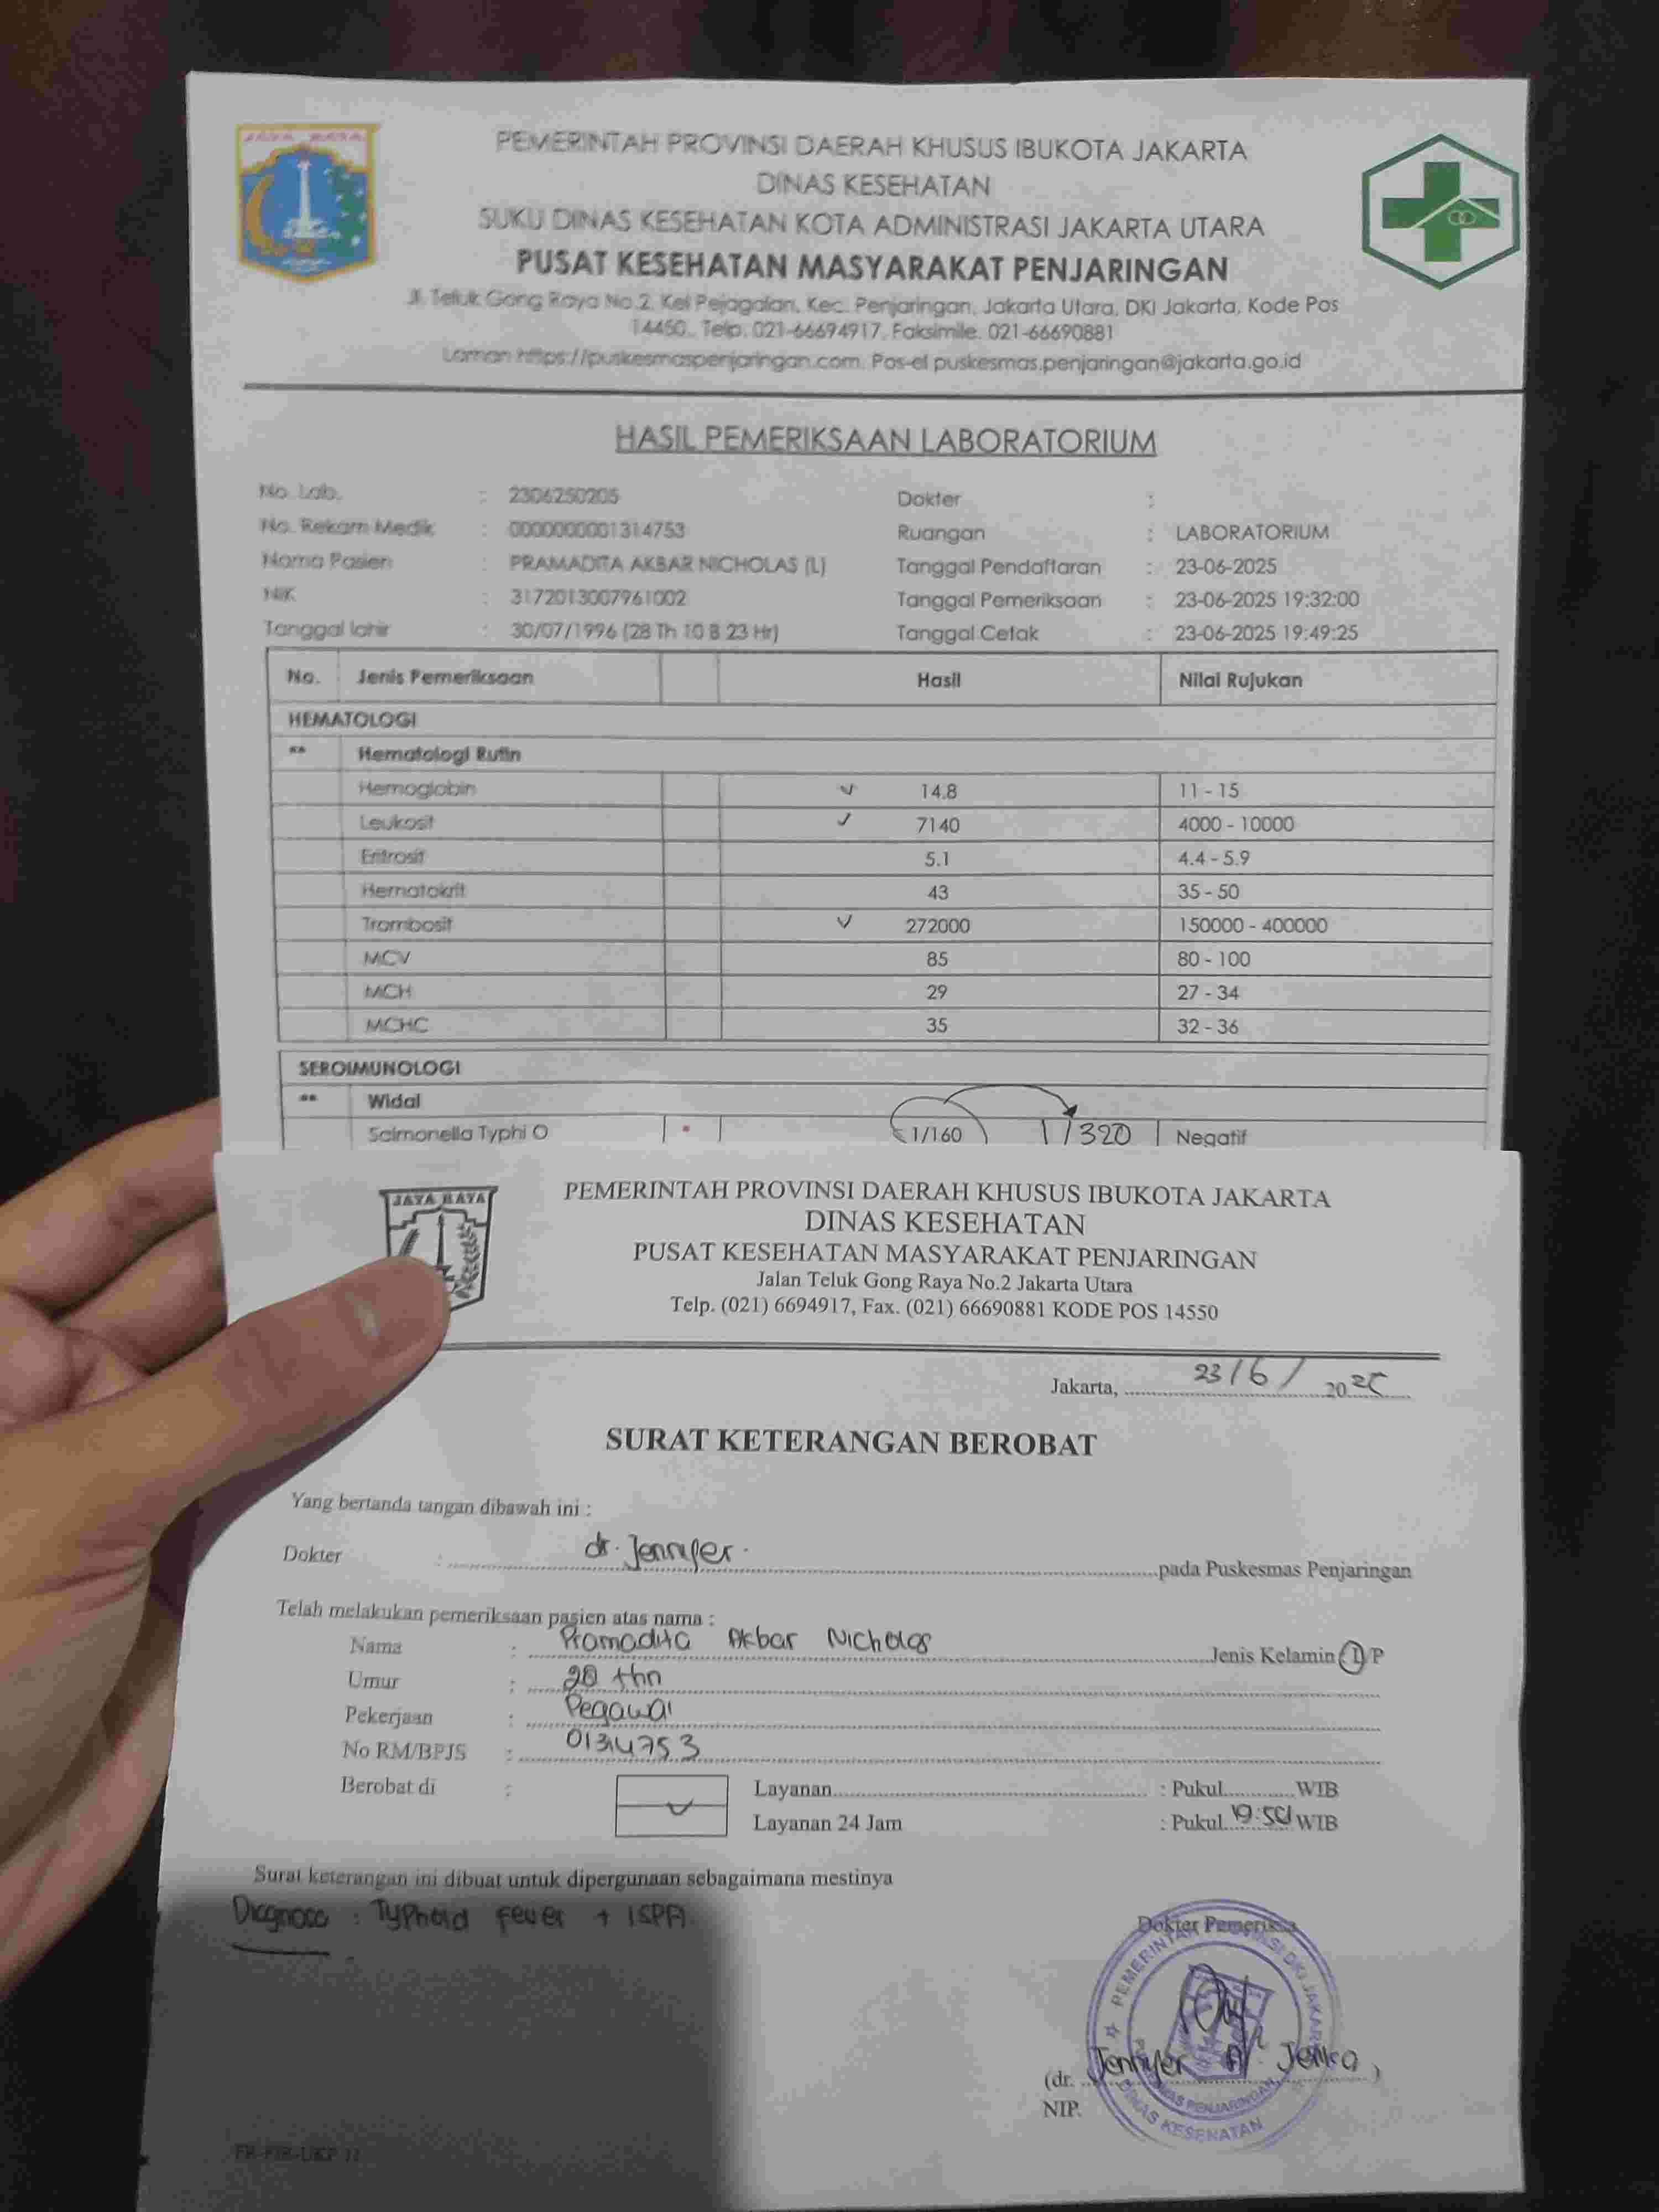 JAYA RAYA
PEMERINTAH PROVINSI DAERAH KHUSUS IBUKOTA JAKARTA
DINAS KESEHATAN
SUKU DINAS KESEHATAN KOTA ADMINISTRASI JAKARTA UTARA
PUSAT KESEHATAN MASYARAKAT PENJARINGAN
Jl. Teluk Gong Raya No.2, Kel Pejagalan, Kec. Penjaringan, Jakarta Utara, DKI Jakarta, Kode Pos
14450, Telp. 021-66694917, Faksimile. 021-66690881
Laman https://puskesmaspenjaringan.com, Pos-el puskesmas.penjaringan@jakarta.go.id
HASIL PEMERIKSAAN LABORATORIUM
No. Lab. : 2306250205 Dokter :
No. Rekam Medik : 0000000001314753 Ruangan : LABORATORIUM
Nama Pasien : PRAMADITA AKBAR NICHOLAS (L) Tanggal Pendaftaran : 23-06-2025
NIK : 3172013007961002 Tanggal Pemeriksaan : 23-06-2025 19:32:00
Tanggal lahir : 30/07/1996 (28 Th 10 B 23 Hr) Tanggal Cetak : 23-06-2025 19:49:25
No. Jenis Pemeriksaan Hasil Nilai Rujukan
HEMATOLOGI
** Hematologi Rutin
Hemoglobin 14.8 11 - 15
Leukosit 7140 4000 - 10000
Eritrosit 5.1 4.4 - 5.9
Hematokrit 43 35 - 50
Trombosit 272000 150000 - 400000
MCV 85 80 - 100
MCH 29 27 - 34
MCHC 35 32 - 36
SEROIMUNOLOGI
** Widal
Salmonella Typhi O * 1/160 1/320 Negatif
JAYA RAYA
PEMERINTAH PROVINSI DAERAH KHUSUS IBUKOTA JAKARTA
DINAS KESEHATAN
PUSAT KESEHATAN MASYARAKAT PENJARINGAN
Jalan Teluk Gong Raya No.2 Jakarta Utara
Telp. (021) 6694917, Fax. (021) 66690881 KODE POS 14550
Jakarta, 23/6/ 2025
SURAT KETERANGAN BEROBAT
Yang bertanda tangan dibawah ini :
Dokter : dr. Jennyfer. pada Puskesmas Penjaringan
Telah melakukan pemeriksaan pasien atas nama :
Nama : Pramadita Akbar Nicholas Jenis Kelamin L/P
Umur : 28 thn
Pekerjaan : Pegawai
No RM/BPJS : 01314753
Berobat di : Layanan : Pukul WIB
Layanan 24 Jam : Pukul WIB
Surat keterangan ini dibuat untuk dipergunaan sebagaimana mestinya
Diagnosa : Typhoid Fever + ISPA
Dokter Pemeriksa
PEMERINTAH PROVINSI DKI JAKARTA
PUSKESMAS PENJARINGAN
DINAS KESEHATAN
(dr. Jennyfer )
NIP.